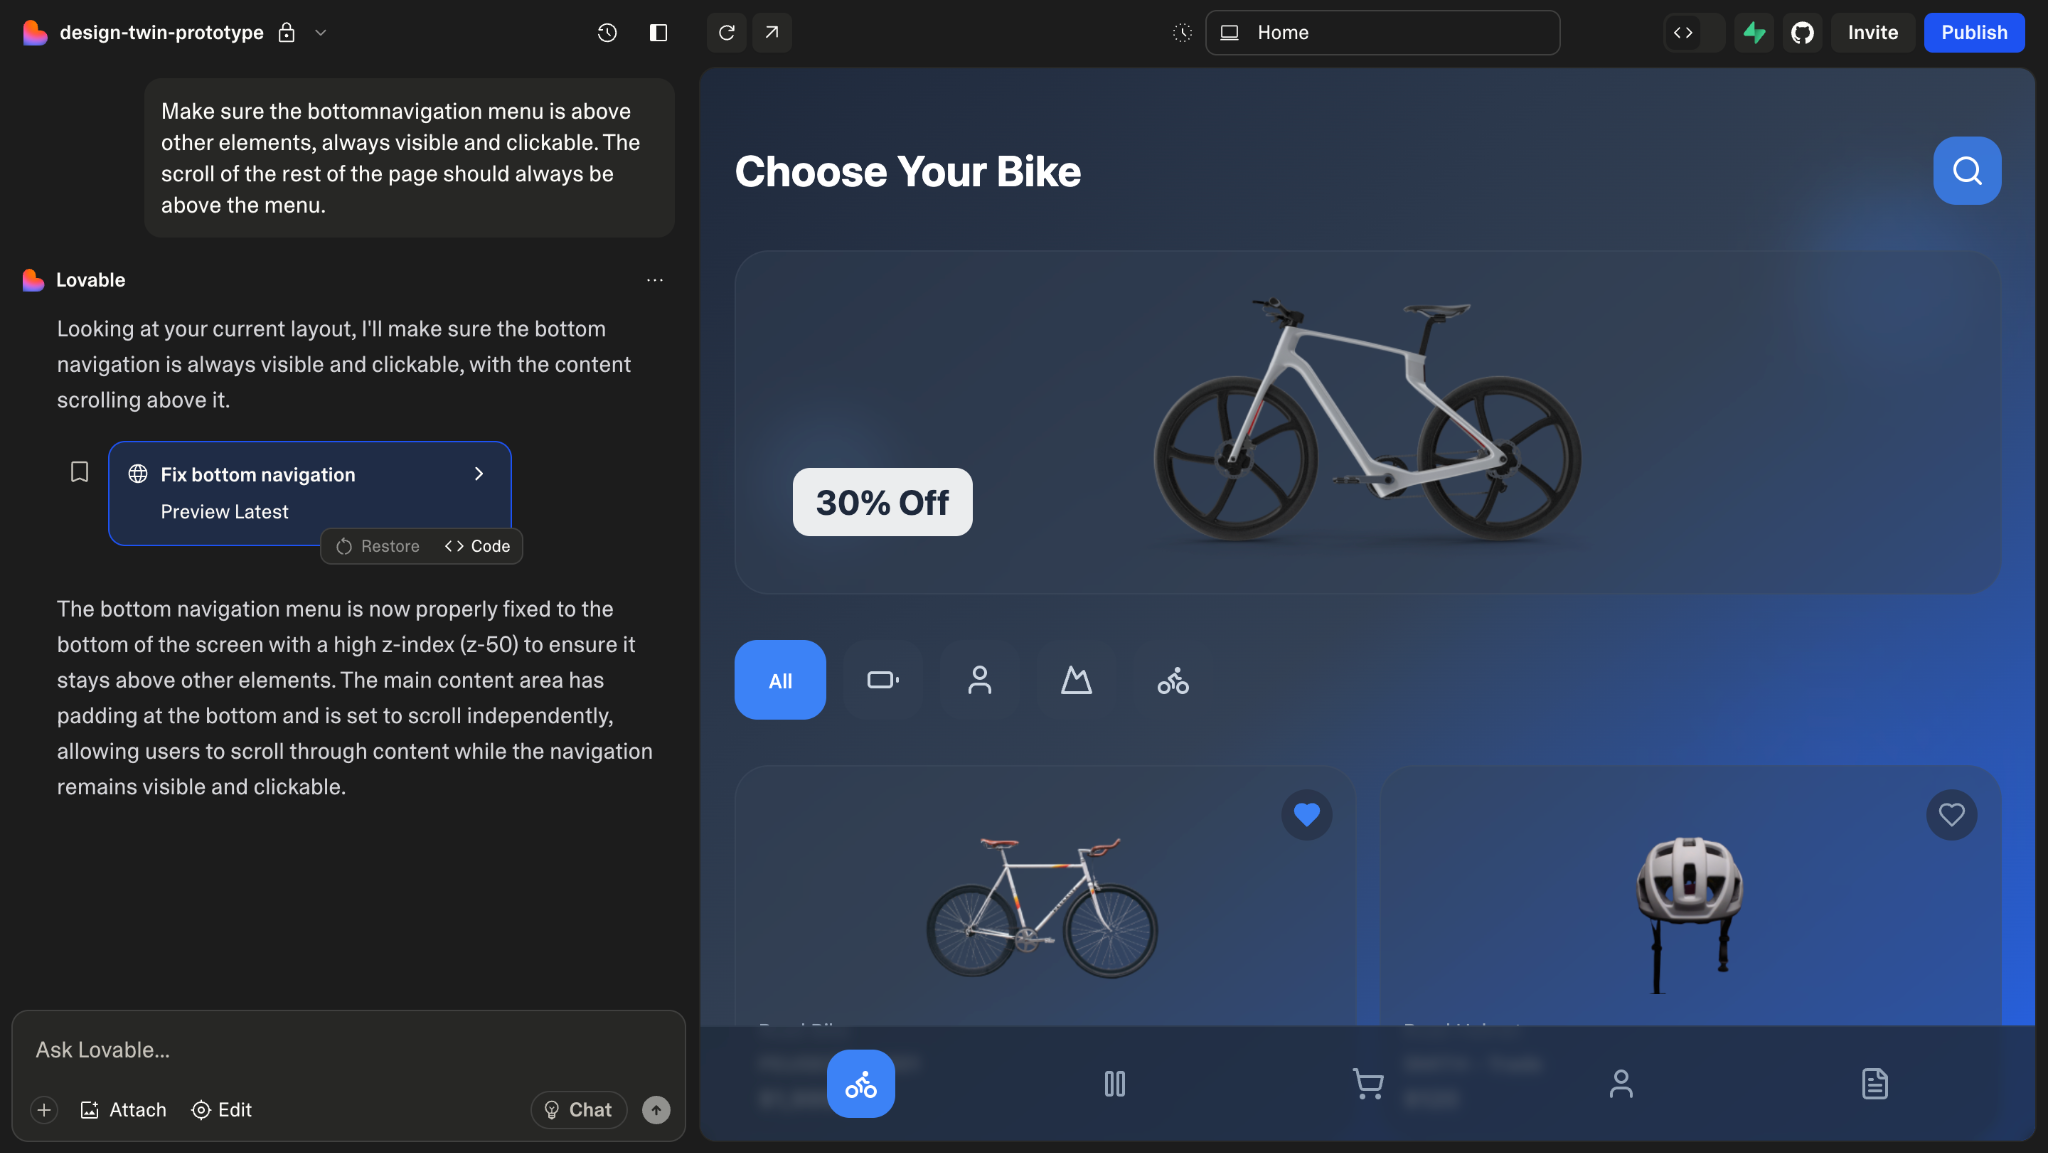 design-twin-prototype
Home
Invite
Publish
Make sure the bottomnavigation menu is above
other elements, always visible and clickable. The
scroll of the rest of the page should always be
above the menu.
Lovable
Looking at your current layout, I'll make sure the bottom
navigation is always visible and clickable, with the content
scrolling above it.
Fix bottom navigation
Preview Latest
Restore
Code
The bottom navigation menu is now properly fixed to the
bottom of the screen with a high z-index (z-50) to ensure it
stays above other elements. The main content area has
padding at the bottom and is set to scroll independently,
allowing users to scroll through content while the navigation
remains visible and clickable.
Ask Lovable...
Attach
Edit
Chat
Choose Your Bike
30% Off
All